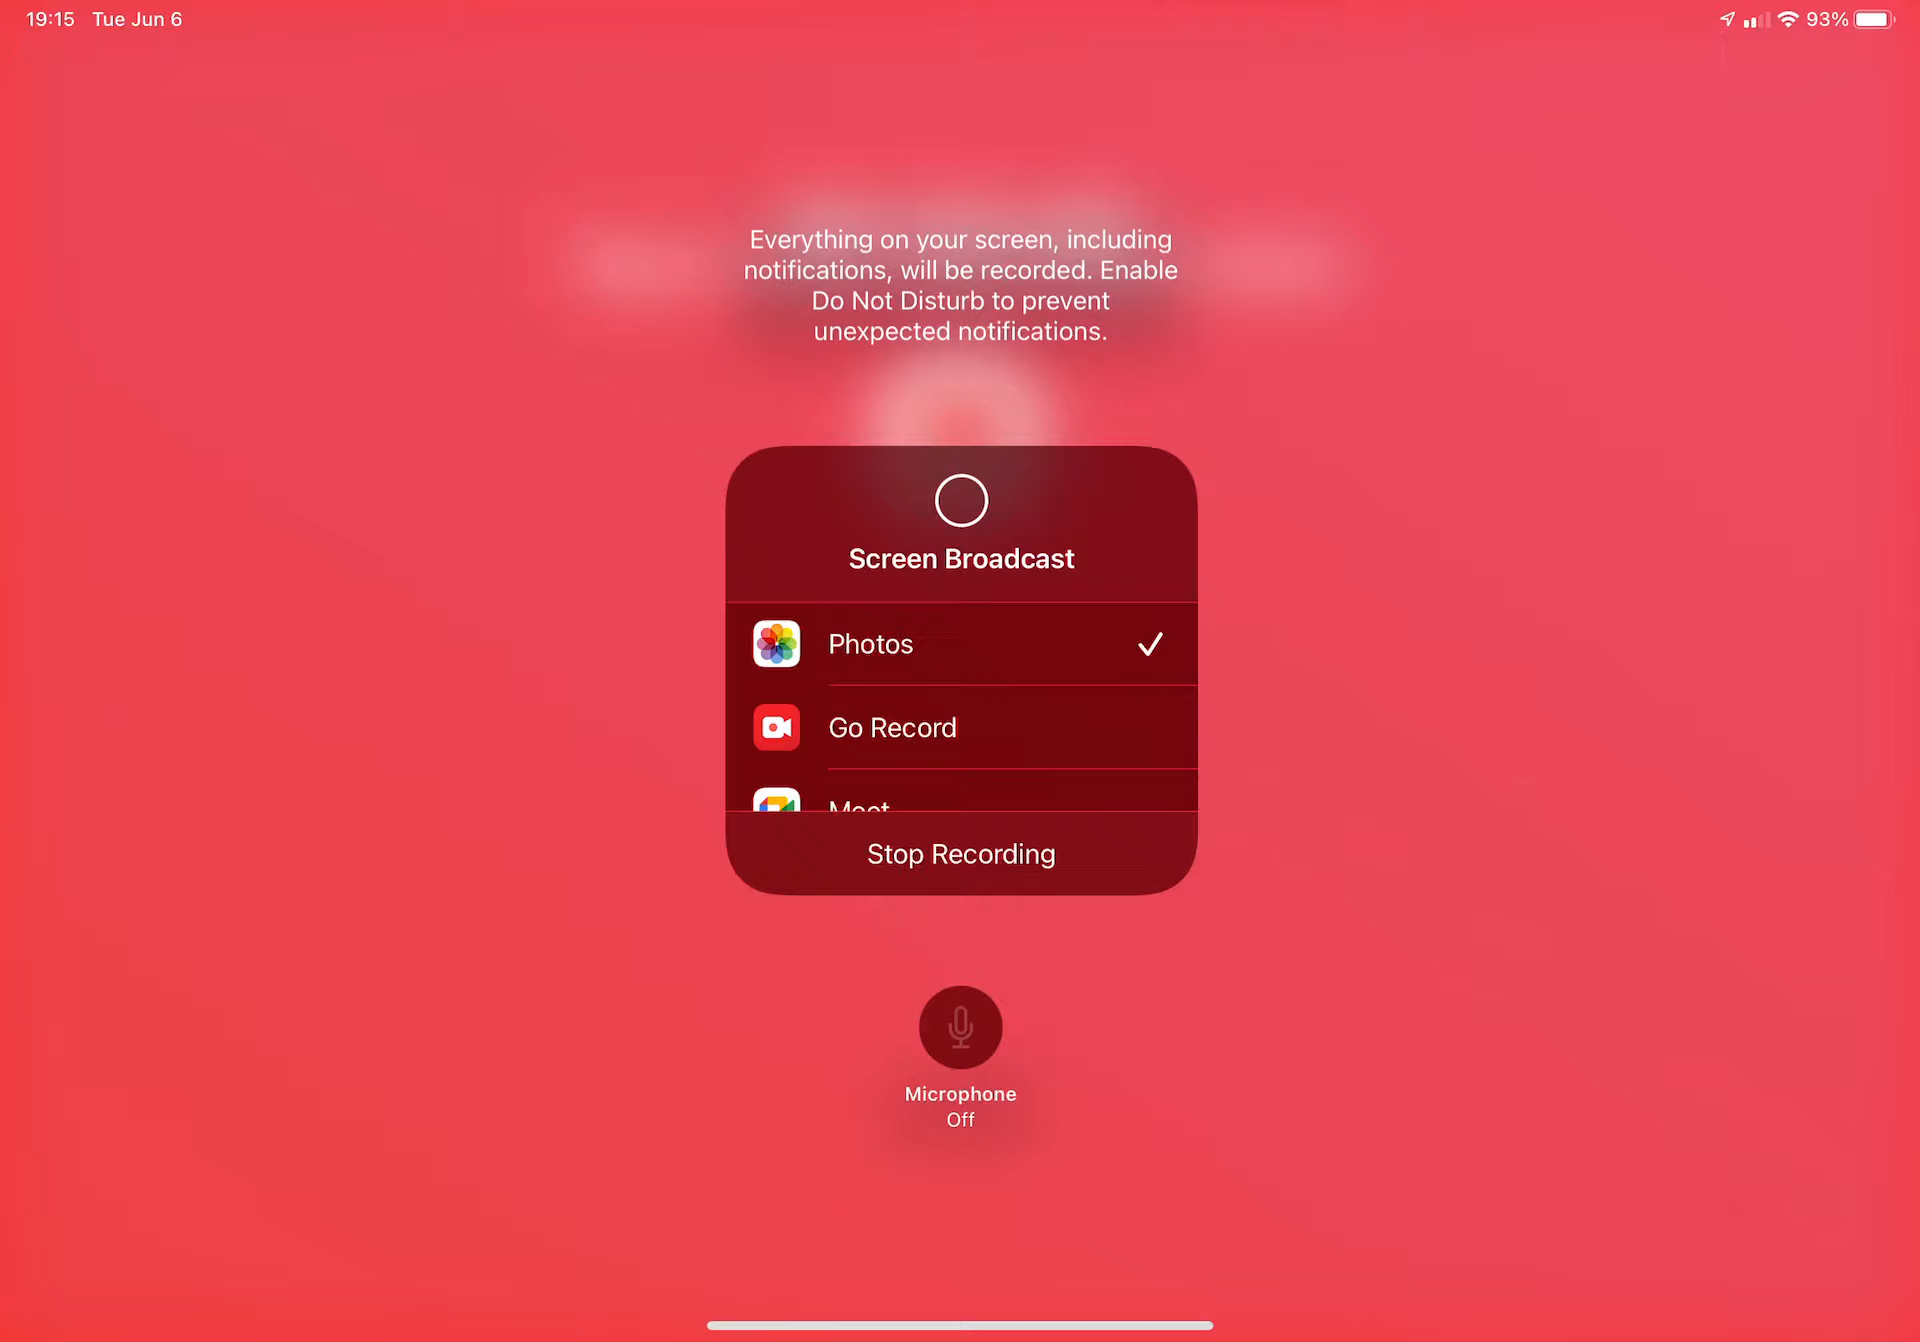 19:15 Tue Jun 6
93%
Everything on your screen, including
notifications, will be recorded. Enable
Do Not Disturb to prevent
unexpected notifications.
Screen Broadcast
Photos
Go Record
Meet
Stop Recording
Microphone
Off